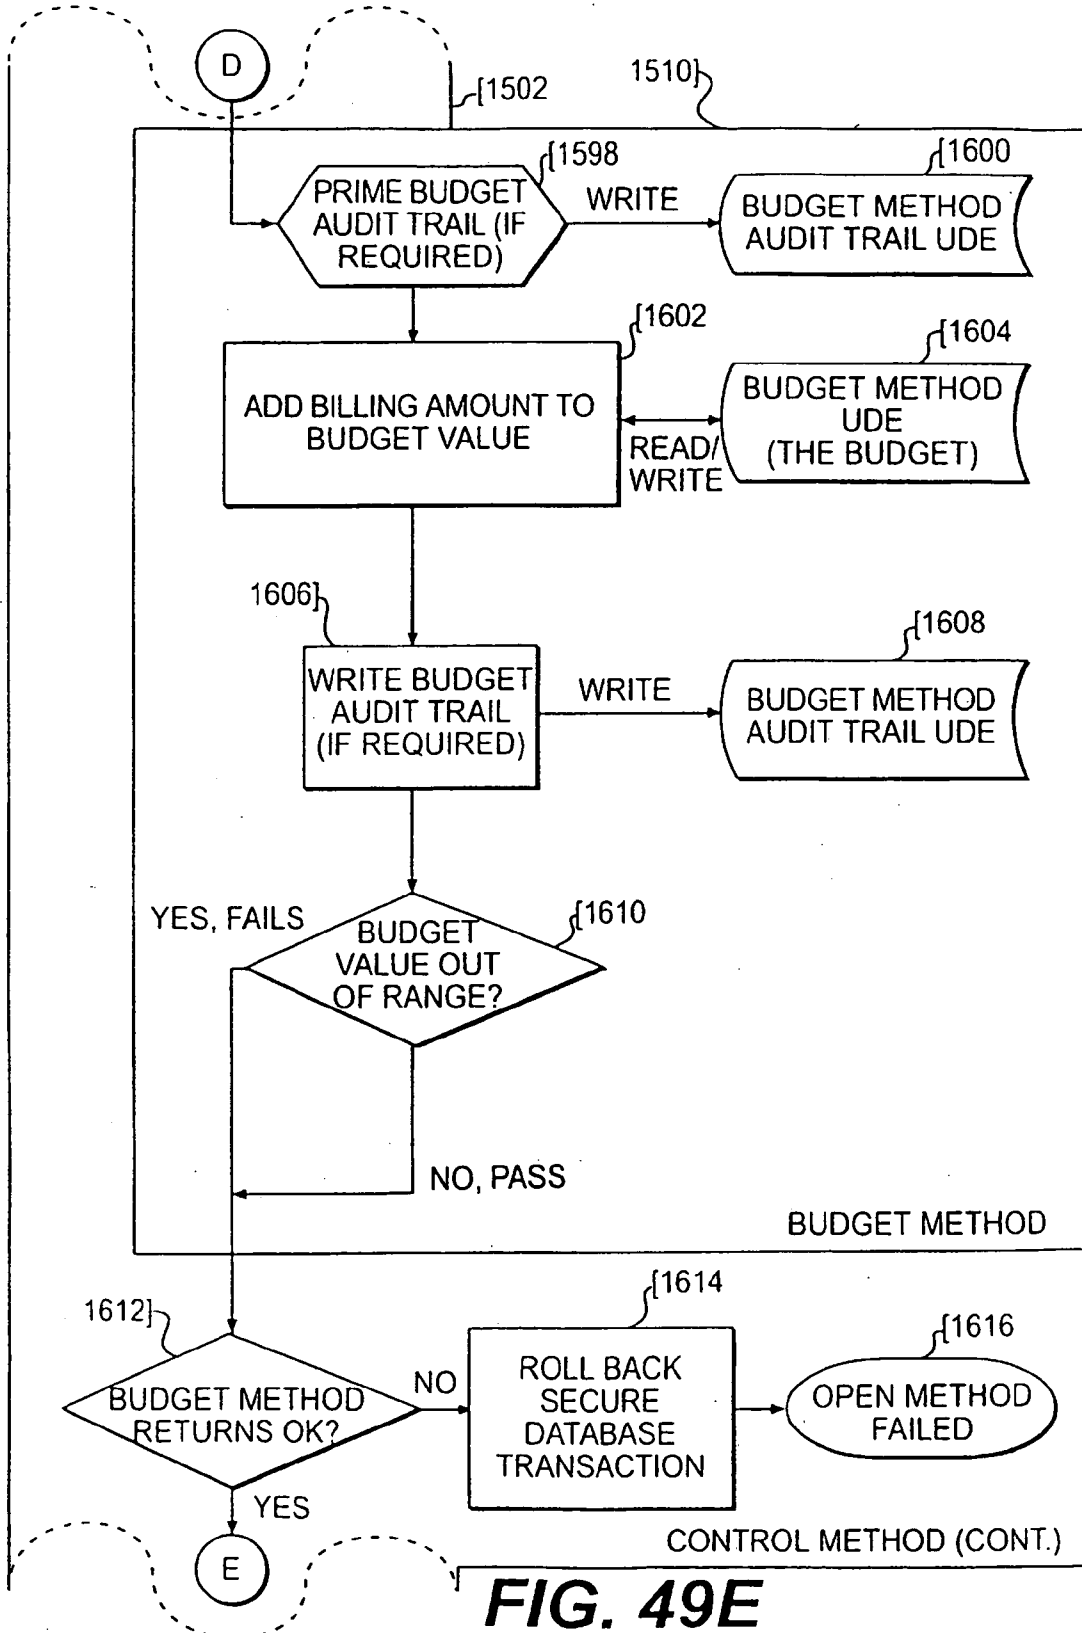 D
[1502
1510]
[1598
PRIME BUDGET
AUDIT TRAIL (IF
REQUIRED)
WRITE
[1600
BUDGET METHOD
AUDIT TRAIL UDE
[1602
ADD BILLING AMOUNT TO
BUDGET VALUE
READ/
WRITE
[1604
BUDGET METHOD
UDE
(THE BUDGET)
1606]
WRITE BUDGET
AUDIT TRAIL
(IF REQUIRED)
WRITE
[1608
BUDGET METHOD
AUDIT TRAIL UDE
YES, FAILS
[1610
BUDGET
VALUE OUT
OF RANGE?
NO, PASS
BUDGET METHOD
1612]
BUDGET METHOD
RETURNS OK?
NO
[1614
ROLL BACK
SECURE
DATABASE
TRANSACTION
[1616
OPEN METHOD
FAILED
YES
E
CONTROL METHOD (CONT.)
FIG. 49E